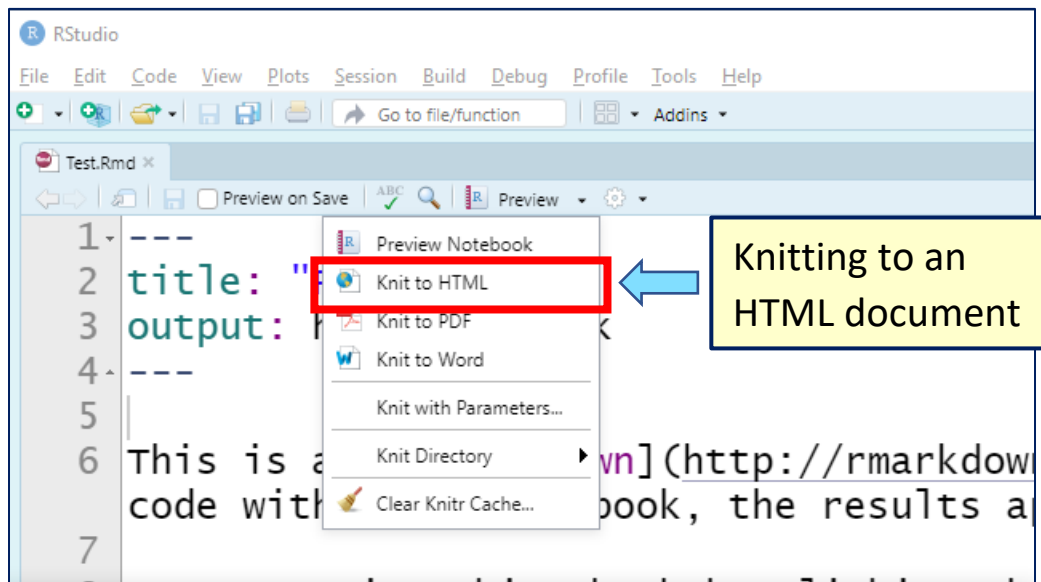 RStudio
File Edit Code View Plots Session Build Debug Profile Tools Help
Go to file/function Addins
Test.Rmd ×
Preview on Save ABC Preview
1 ---
2 title: "
3 output:
4 ---
5
6 This is a wn](http://rmarkdow
code with book, the results a
7
Preview Notebook
Knit to HTML
Knit to PDF
Knit to Word
Knit with Parameters...
Knit Directory
Clear Knitr Cache...
Knitting to an
HTML document